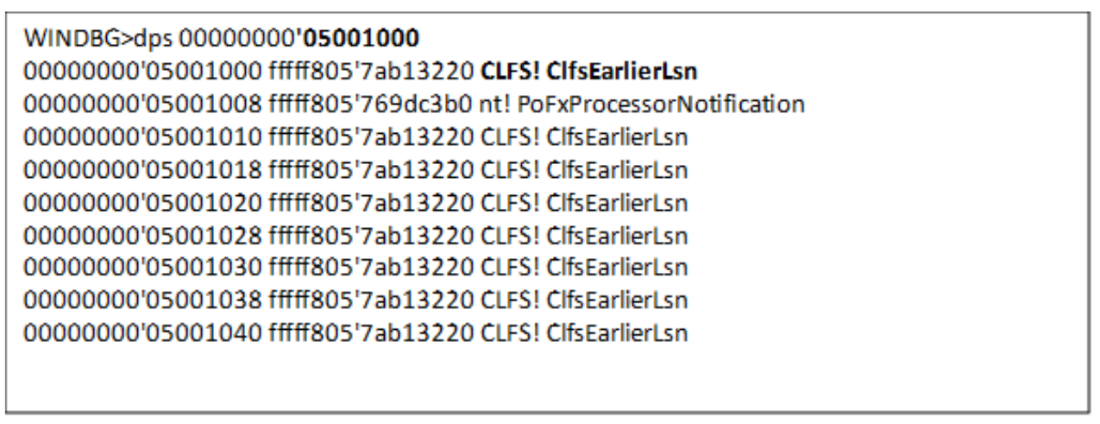 WINDBG>dps 00000000'05001000
00000000'05001000 fffff805'7ab13220 CLFS! ClfsEarlierLsn
00000000'05001008 fffff805'769dc3b0 nt! PoFxProcessorNotification
00000000'05001010 fffff805'7ab13220 CLFS! ClfsEarlierLsn
00000000'05001018 fffff805'7ab13220 CLFS! ClfsEarlierLsn
00000000'05001020 fffff805'7ab13220 CLFS! ClfsEarlierLsn
00000000'05001028 fffff805'7ab13220 CLFS! ClfsEarlierLsn
00000000'05001030 fffff805'7ab13220 CLFS! ClfsEarlierLsn
00000000'05001038 fffff805'7ab13220 CLFS! ClfsEarlierLsn
00000000'05001040 fffff805'7ab13220 CLFS! ClfsEarlierLsn